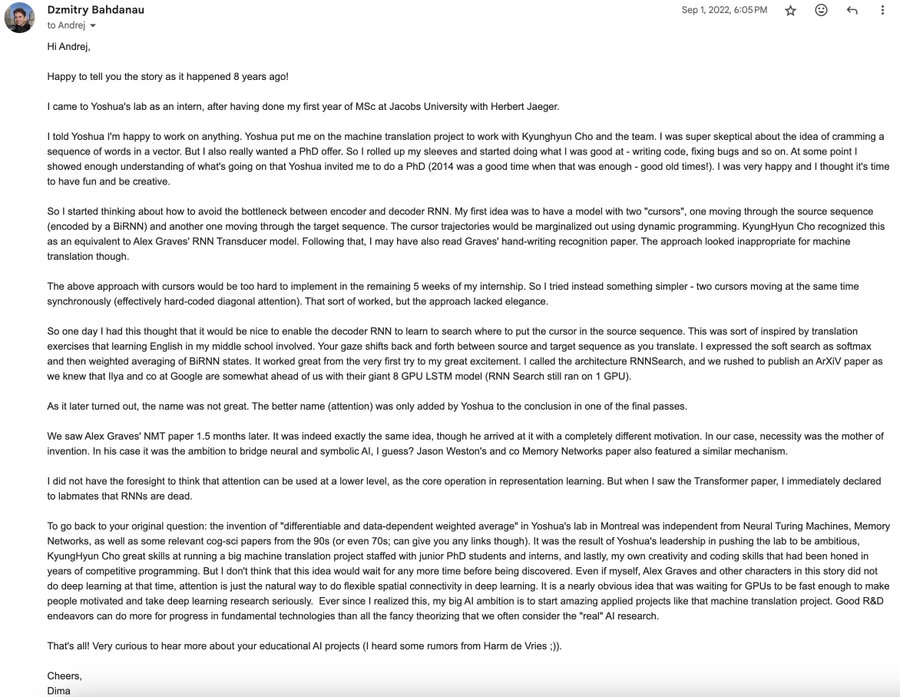 Dzmitry Bahdanau
Sep 1, 2022, 6:05 PM
to Andrej
Hi Andrej,
Happy to tell you the story as it happened 8 years ago!
I came to Yoshua's lab as an intern, after having done my first year of MSc at Jacobs University with Herbert Jaeger.
I told Yoshua I'm happy to work on anything. Yoshua put me on the machine translation project to work with Kyunghyun Cho and the team. I was super skeptical about the idea of cramming a
sequence of words in a vector. But I also really wanted a PhD offer. So I rolled up my sleeves and started doing what I was good at - writing code, fixing bugs and so on. At some point I
showed enough understanding of what's going on that Yoshua invited me to do a PhD (2014 was a good time when that was enough - good old times!). I was very happy and I thought it's time
to have fun and be creative.
So I started thinking about how to avoid the bottleneck between encoder and decoder RNN. My first idea was to have a model with two "cursors", one moving through the source sequence
(encoded by a BiRNN) and another one moving through the target sequence. The cursor trajectories would be marginalized out using dynamic programming. KyungHyun Cho recognized this
as an equivalent to Alex Graves' RNN Transducer model. Following that, I may have also read Graves' hand-writing recognition paper. The approach looked inappropriate for machine
translation though.
The above approach with cursors would be too hard to implement in the remaining 5 weeks of my internship. So I tried instead something simpler - two cursors moving at the same time
synchronously (effectively hard-coded diagonal attention). That sort of worked, but the approach lacked elegance.
So one day I had this thought that it would be nice to enable the decoder RNN to learn to search where to put the cursor in the source sequence. This was sort of inspired by translation
exercises that learning English in my middle school involved. Your gaze shifts back and forth between source and target sequence as you translate. I expressed the soft search as softmax
and then weighted averaging of BiRNN states. It worked great from the very first try to my great excitement. I called the architecture RNNSearch, and we rushed to publish an ArXiV paper as
we knew that Ilya and co at Google are somewhat ahead of us with their giant 8 GPU LSTM model (RNN Search still ran on 1 GPU).
As it later turned out, the name was not great. The better name (attention) was only added by Yoshua to the conclusion in one of the final passes.
We saw Alex Graves' NMT paper 1.5 months later. It was indeed exactly the same idea, though he arrived at it with a completely different motivation. In our case, necessity was the mother of
invention. In his case it was the ambition to bridge neural and symbolic AI, I guess? Jason Weston's and co Memory Networks paper also featured a similar mechanism.
I did not have the foresight to think that attention can be used at a lower level, as the core operation in representation learning. But when I saw the Transformer paper, I immediately declared
to labmates that RNNs are dead.
To go back to your original question: the invention of "differentiable and data-dependent weighted average" in Yoshua's lab in Montreal was independent from Neural Turing Machines, Memory
Networks, as well as some relevant cog-sci papers from the 90s (or even 70s; can give you any links though). It was the result of Yoshua's leadership in pushing the lab to be ambitious,
KyungHyun Cho great skills at running a big machine translation project staffed with junior PhD students and interns, and lastly, my own creativity and coding skills that had been honed in
years of competitive programming. But I don't think that this idea would wait for any more time before being discovered. Even if myself, Alex Graves and other characters in this story did not
do deep learning at that time, attention is just the natural way to do flexible spatial connectivity in deep learning. It is a nearly obvious idea that was waiting for GPUs to be fast enough to make
people motivated and take deep learning research seriously. Ever since I realized this, my big AI ambition is to start amazing applied projects like that machine translation project. Good R&D
endeavors can do more for progress in fundamental technologies than all the fancy theorizing that we often consider the "real" AI research.
That's all! Very curious to hear more about your educational AI projects (I heard some rumors from Harm de Vries ;)).
Cheers,
Dima